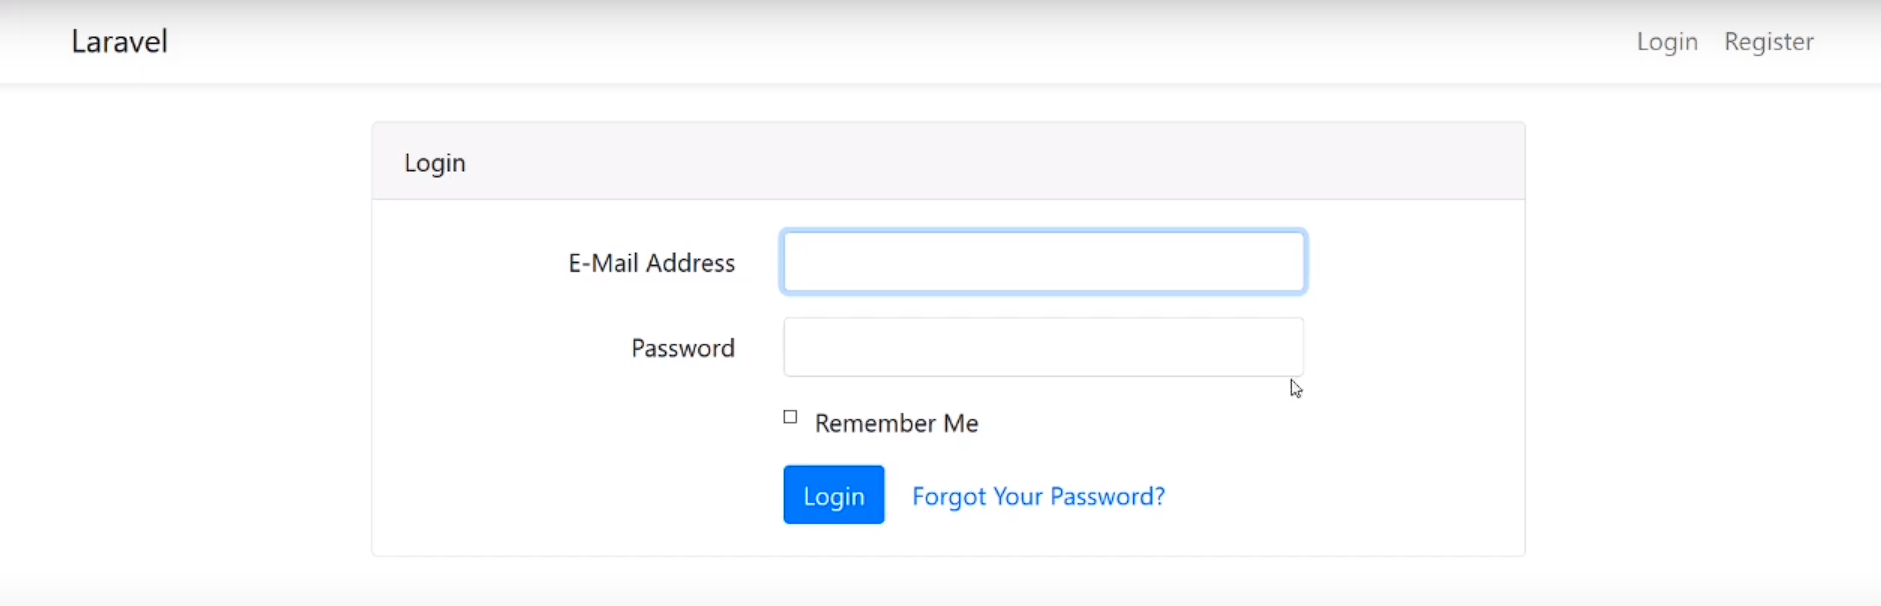 Laravel
Login Register
Login
E-Mail Address
Password
Remember Me
Login Forgot Your Password?